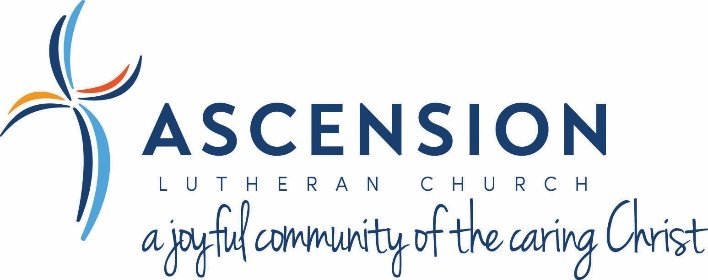 ASCENSION
LUTHERAN CHURCH
a joyful community of the caring Christ